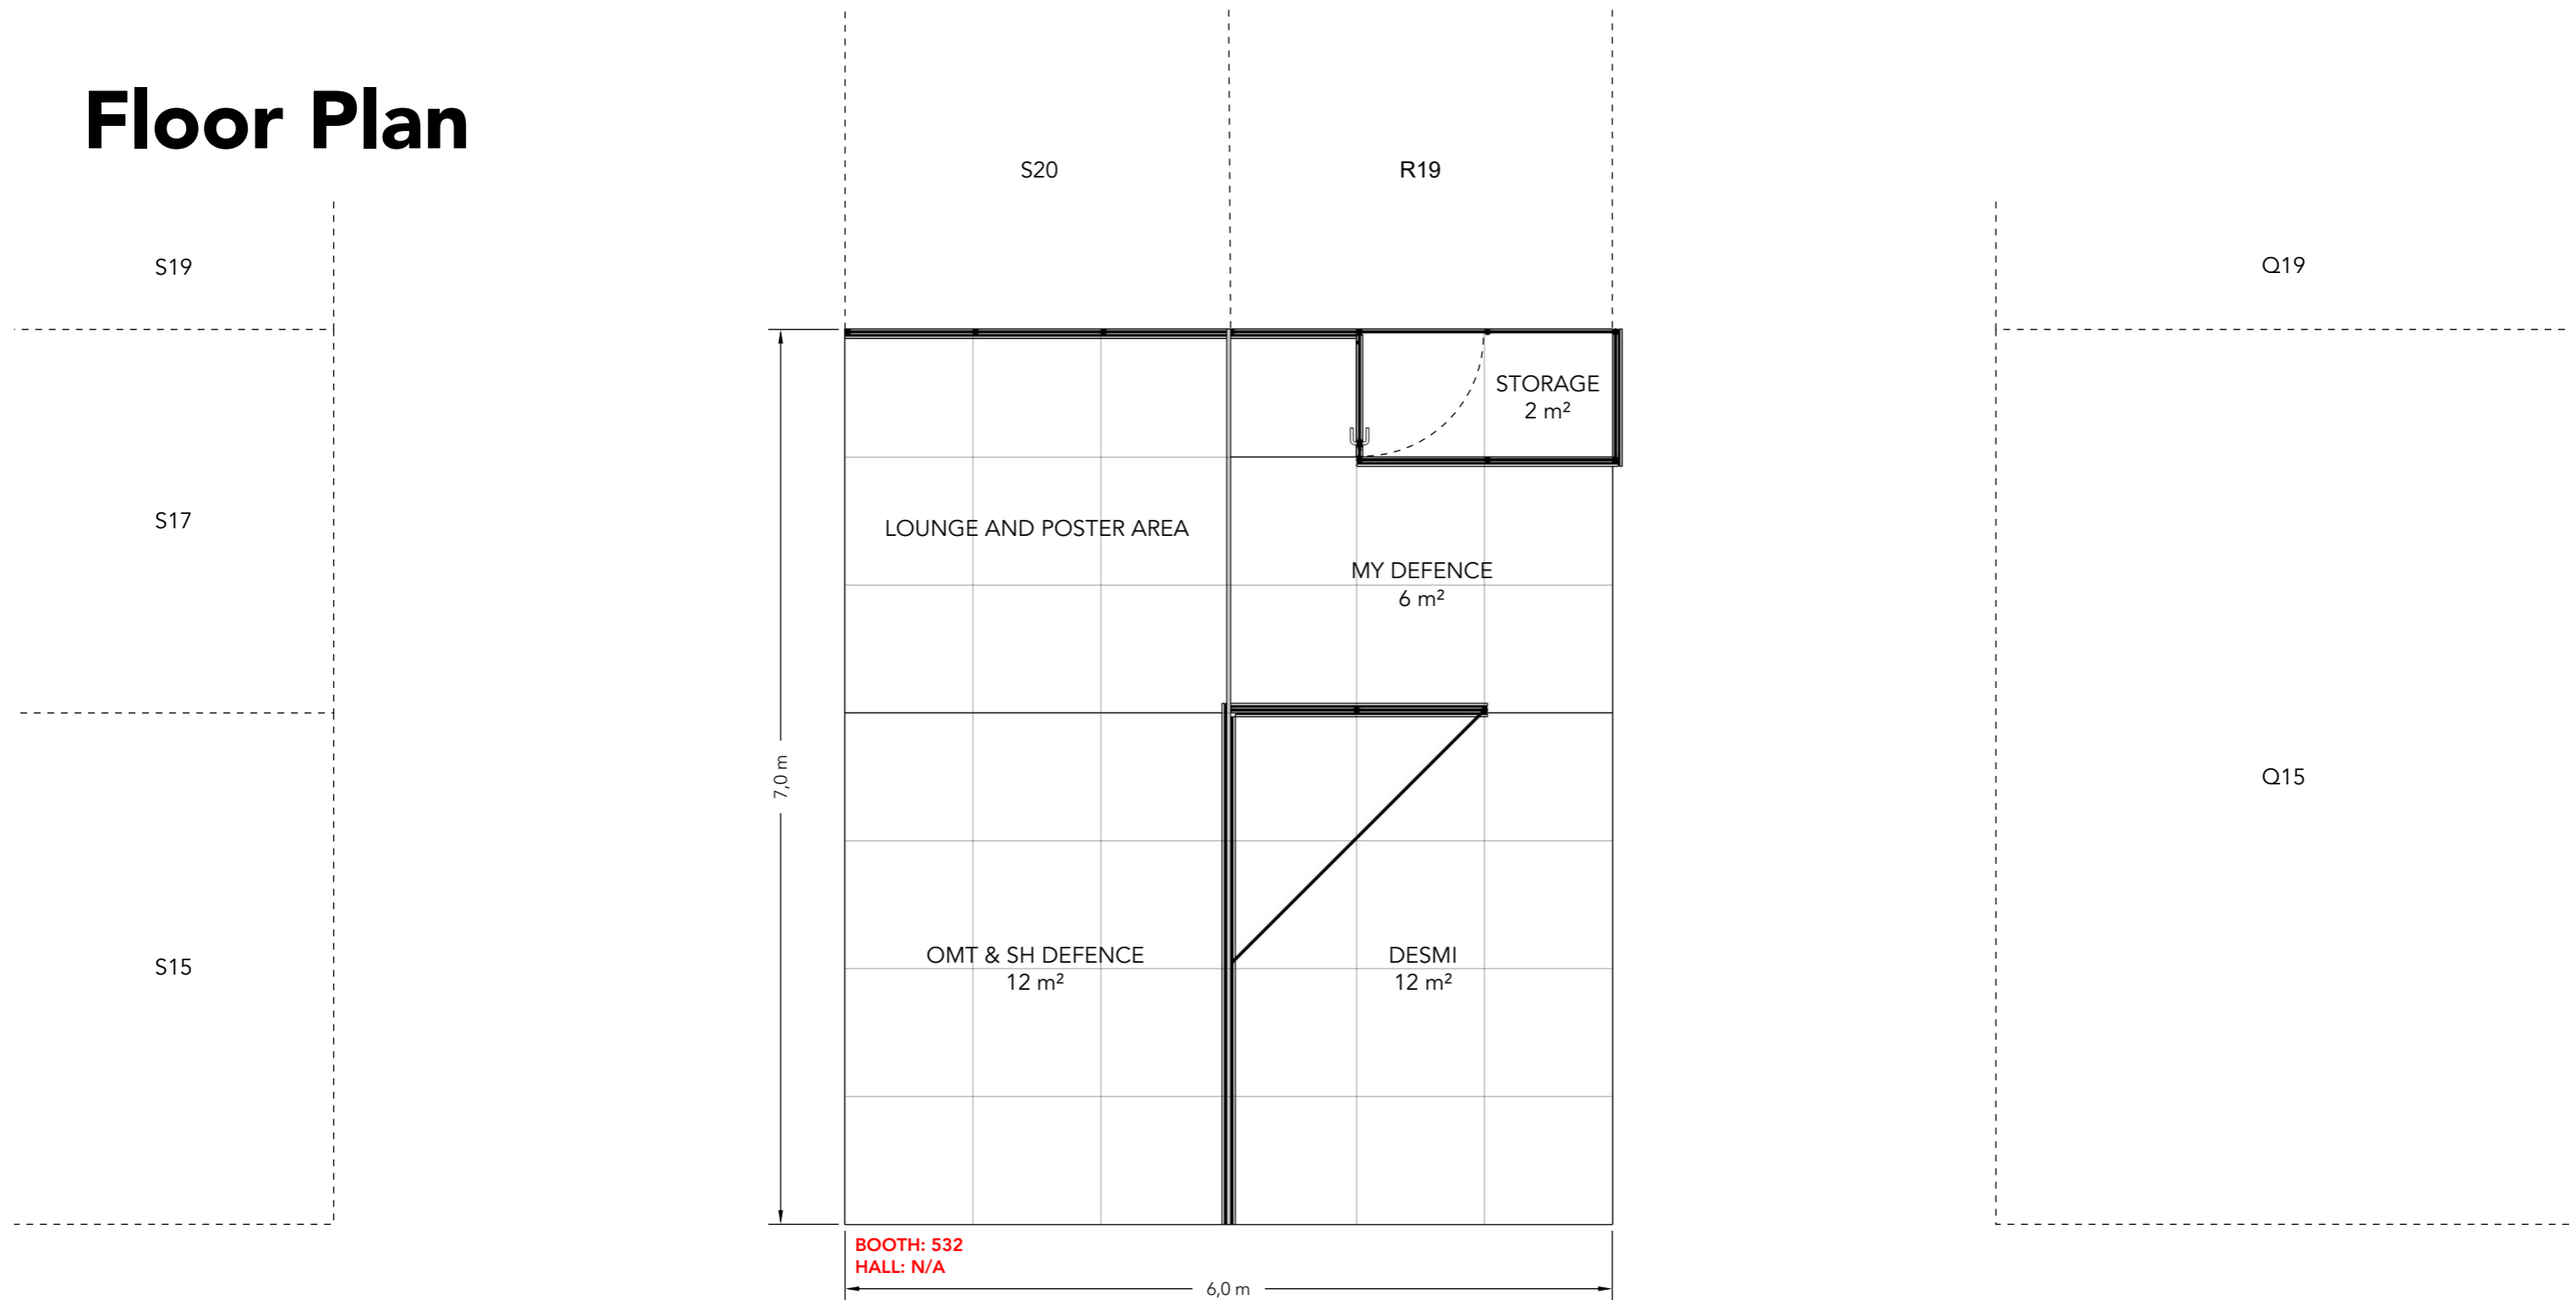 Floor Plan
S20
R19
S19
Q19
STORAGE
2 m²
S17
LOUNGE AND POSTER AREA
MY DEFENCE
6 m²
7,0 m
Q15
S15
OMT & SH DEFENCE
12 m²
DESMI
12 m²
BOOTH: 532
HALL: N/A
6,0 m